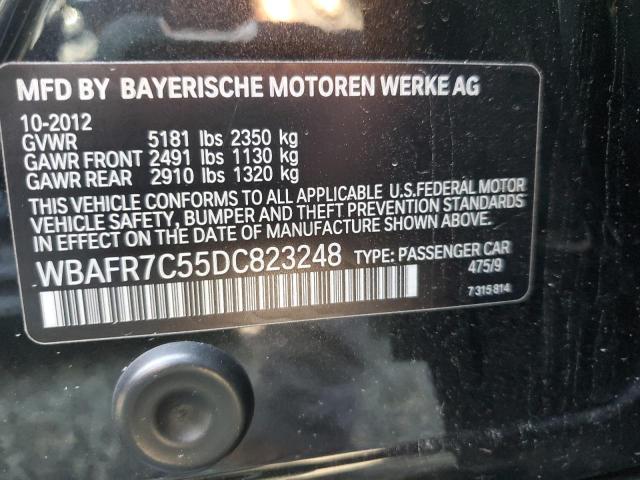 MFD BY BAYERISCHE MOTOREN WERKE AG
10-2012
GVWR 5181 lbs 2350 kg
GAWR FRONT 2491 lbs 1130 kg
GAWR REAR 2910 lbs 1320 kg
THIS VEHICLE CONFORMS TO ALL APPLICABLE U.S.FEDERAL MOTOR
VEHICLE SAFETY, BUMPER AND THEFT PREVENTION STANDARDS
IN EFFECT ON THE DATE OF MANUFACTURE SHOWN ABOVE.
WBAFR7C55DC823248 TYPE: PASSENGER CAR
475/9
7 315 814